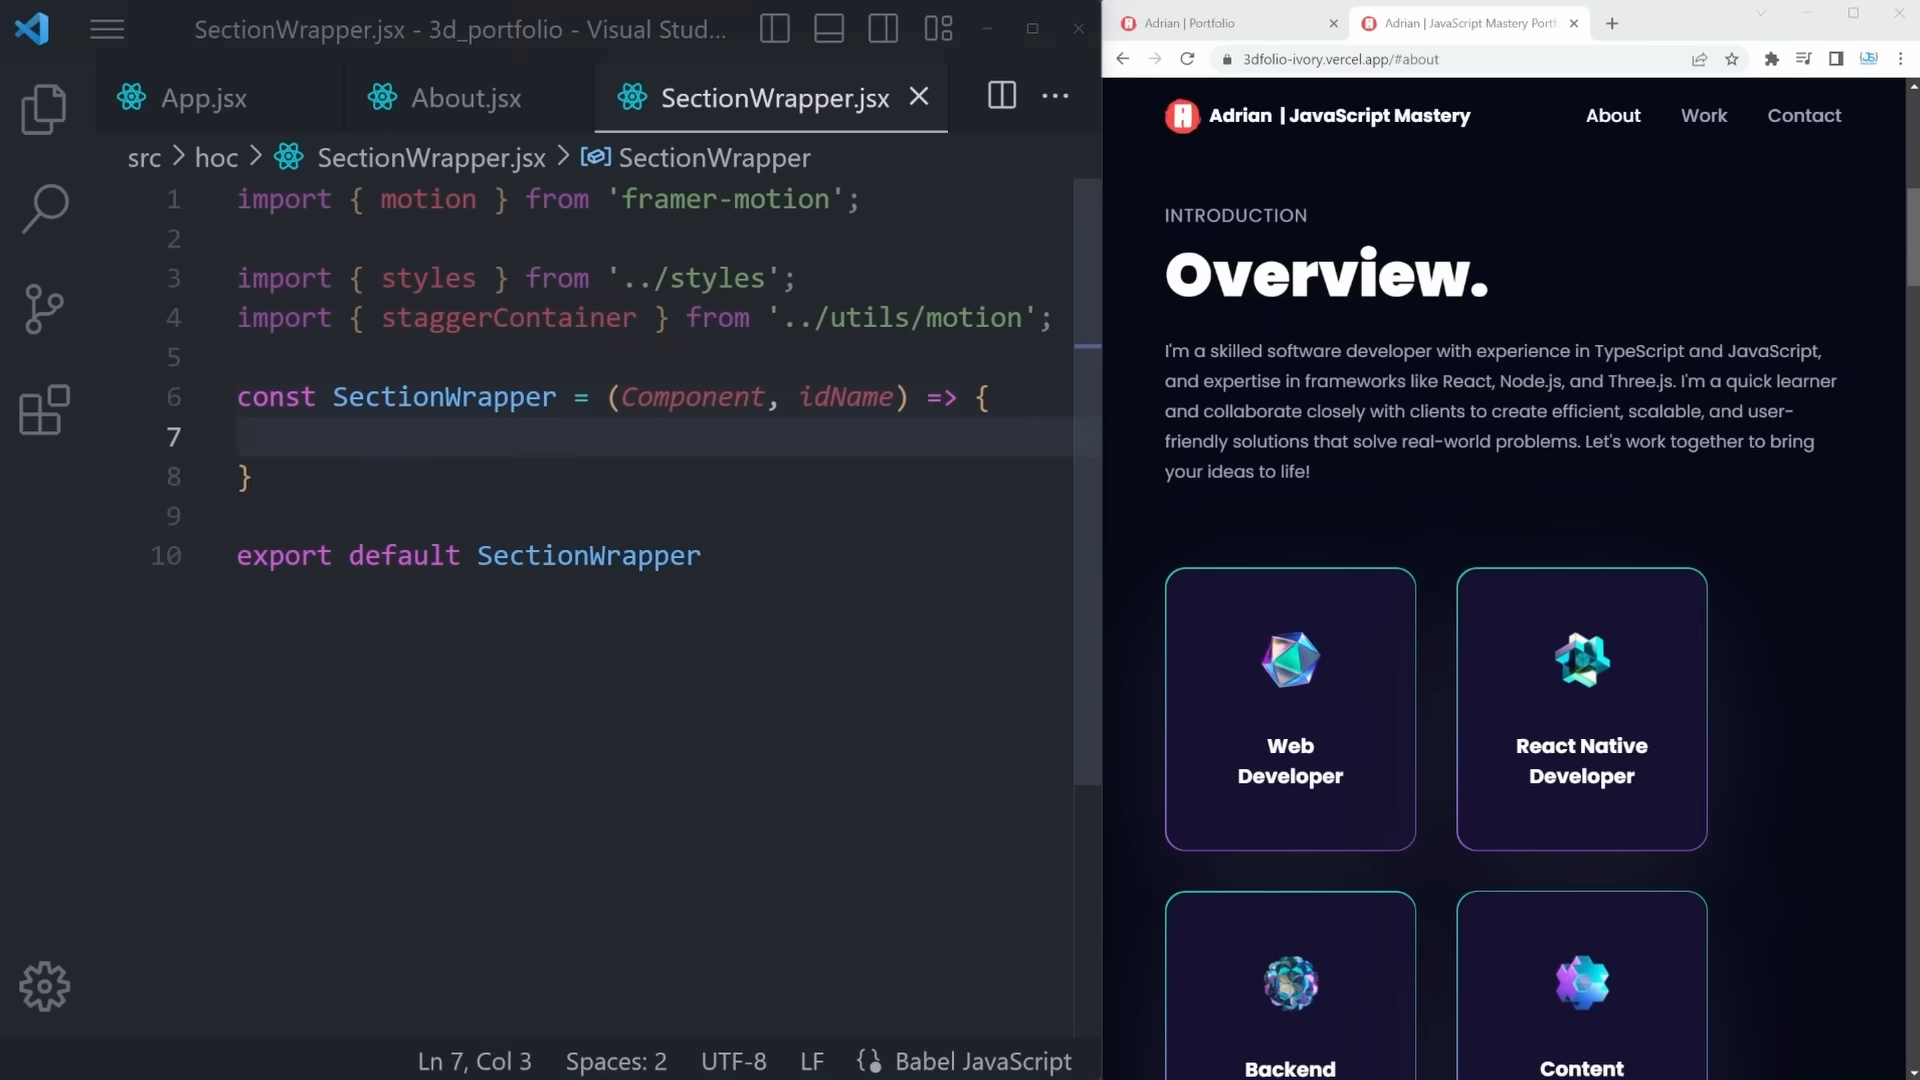 SectionWrapper.jsx - 3d_portfolio - Visual Stud...
App.jsx
About.jsx
SectionWrapper.jsx
src > hoc > SectionWrapper.jsx > SectionWrapper
1 import { motion } from 'framer-motion';
2
3 import { styles } from '../styles';
4 import { staggerContainer } from '../utils/motion';
5
6 const SectionWrapper = (Component, idName) => {
7
8 }
9
10 export default SectionWrapper
Ln 7, Col 3 Spaces: 2 UTF-8 LF Babel JavaScript
Adrian | Portfolio
Adrian | JavaScript Mastery Portf
3dfolio-ivory.vercel.app/#about
Adrian | JavaScript Mastery
About Work Contact
INTRODUCTION
Overview.
I'm a skilled software developer with experience in TypeScript and JavaScript,
and expertise in frameworks like React, Node.js, and Three.js. I'm a quick learner
and collaborate closely with clients to create efficient, scalable, and user-
friendly solutions that solve real-world problems. Let's work together to bring
your ideas to life!
Web
Developer
React Native
Developer
Backend
Content